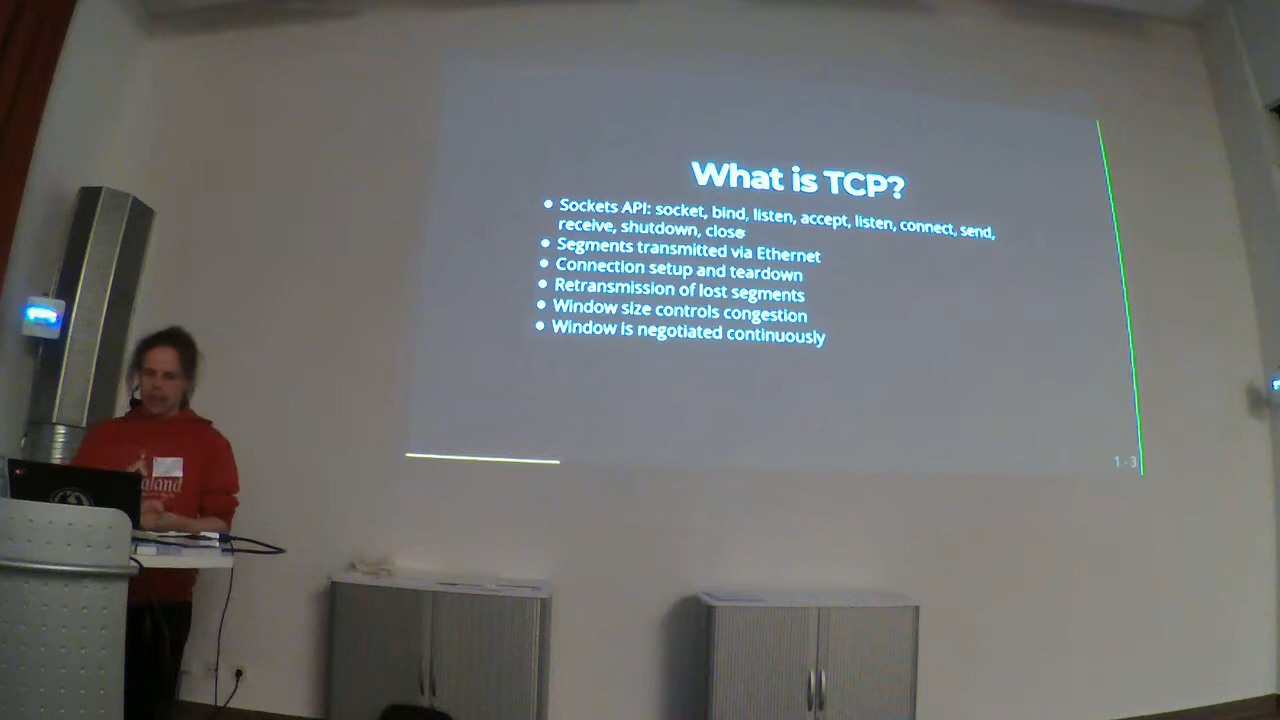 What is TCP?
• Sockets API: socket, bind, listen, accept, listen, connect, send,
receive, shutdown, close
• Segments transmitted via Ethernet
• Connection setup and teardown
• Retransmission of lost segments
• Window size controls congestion
• Window is negotiated continuously
1 - 3
aland